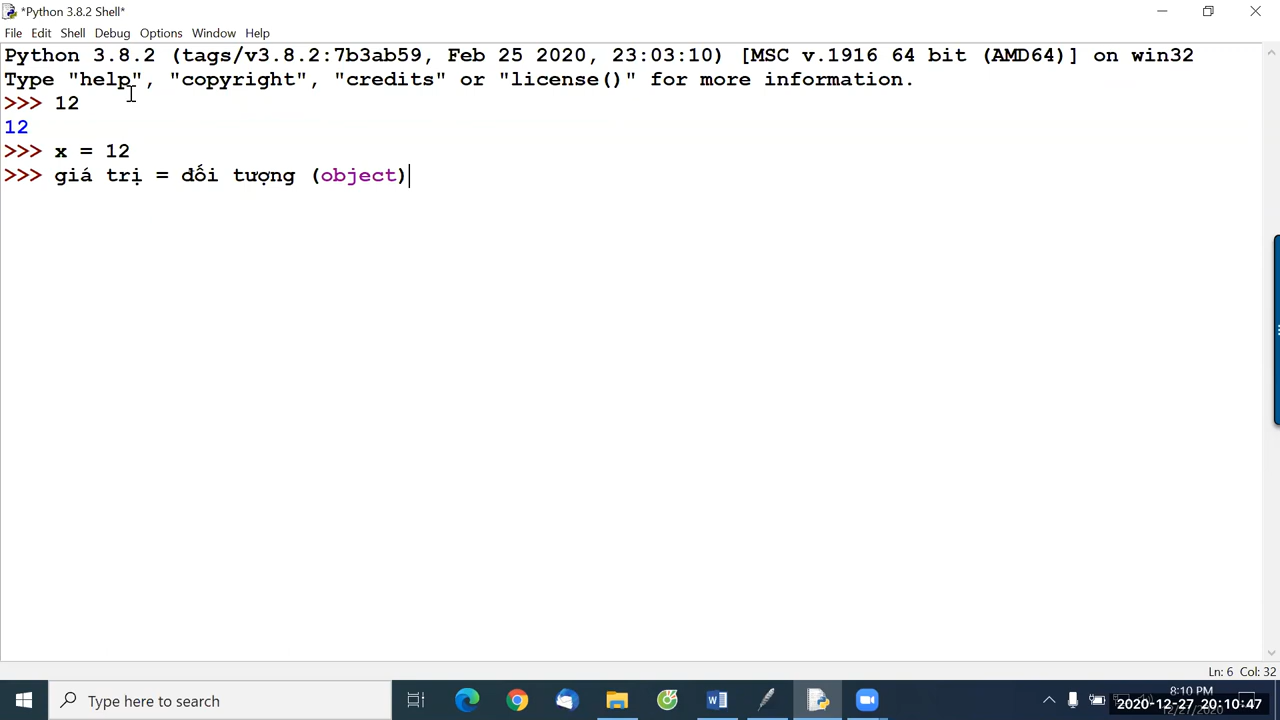 *Python 3.8.2 Shell*
File Edit Shell Debug Options Window Help
Python 3.8.2 (tags/v3.8.2:7b3ab59, Feb 25 2020, 23:03:10) [MSC v.1916 64 bit (AMD64)] on win32
Type "help", "copyright", "credits" or "license()" for more information.
>>> 12
12
>>> x = 12
>>> giá trị = đối tượng (object)
Ln: 6 Col: 32
Type here to search
8:10 PM
2020-12-27 20:10:47
12/27/2020